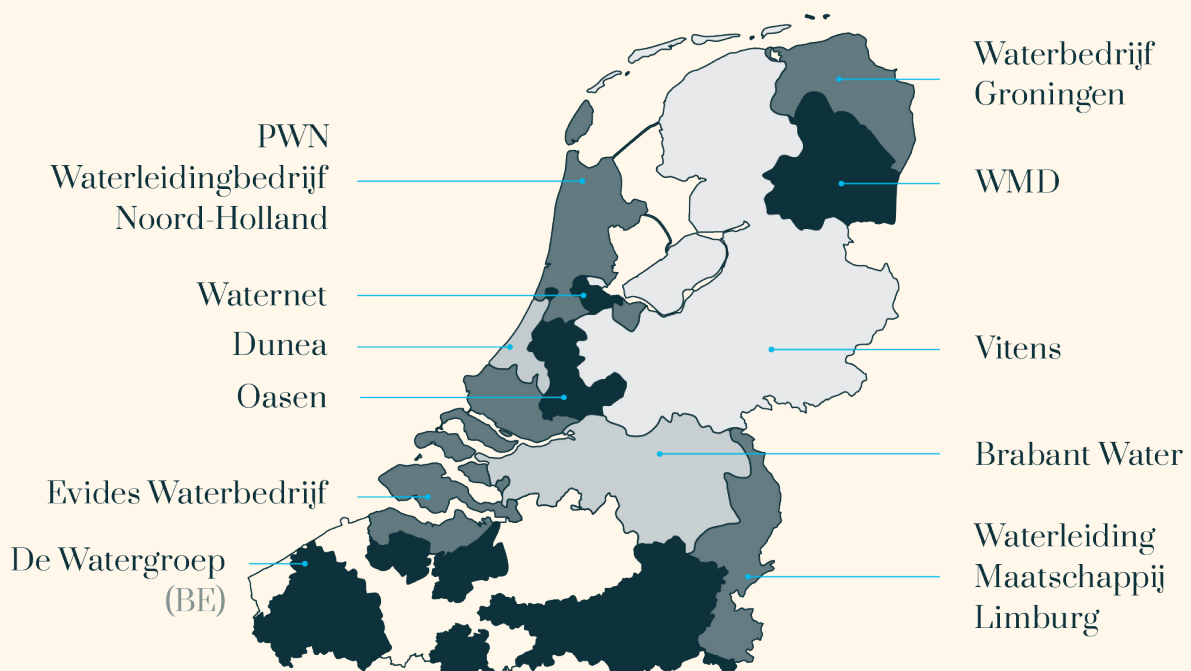 PWN
Waterleidingbedrijf
Noord-Holland
Waternet
Dunea
Oasen
Evides Waterbedrijf
De Watergroep
(BE)
Waterbedrijf
Groningen
WMD
Vitens
Brabant Water
Waterleiding
Maatschappij
Limburg